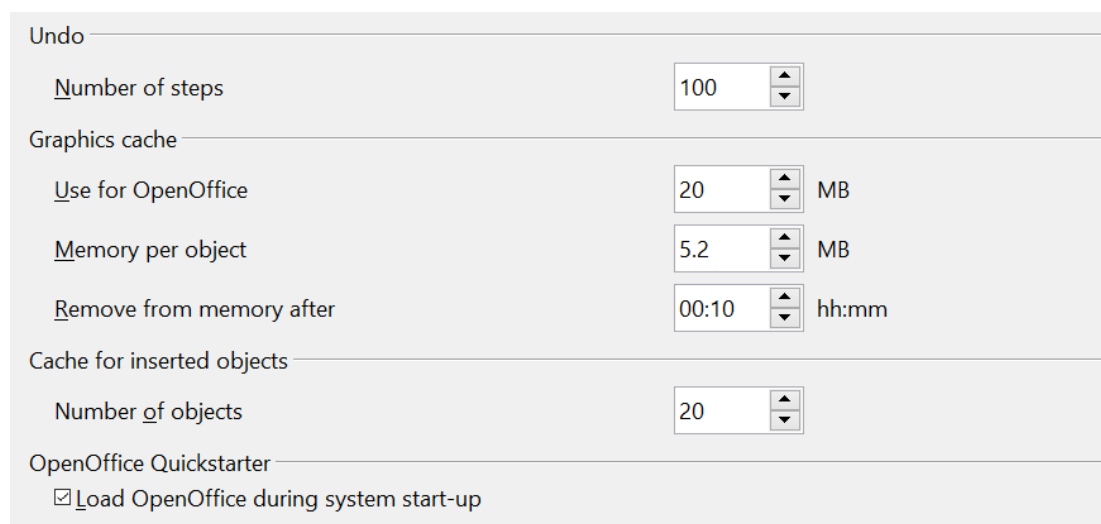 Undo
Number of steps 100
Graphics cache
Use for OpenOffice 20 MB
Memory per object 5.2 MB
Remove from memory after 00:10 hh:mm
Cache for inserted objects
Number of objects 20
OpenOffice Quickstarter
Load OpenOffice during system start-up